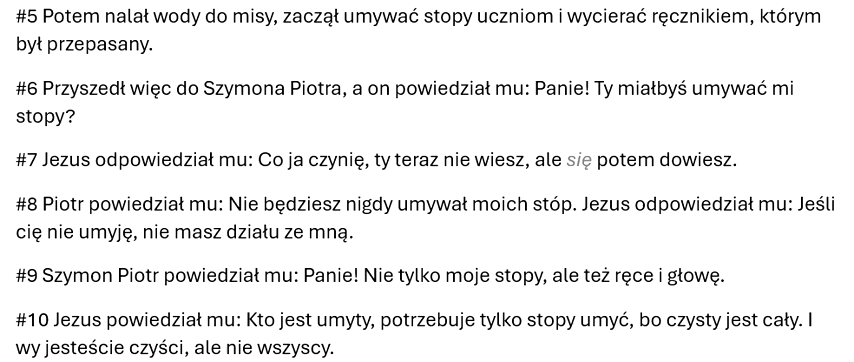 #5 Potem nalał wody do misy, zaczął umywać stopy uczniom i wycierać ręcznikiem, którym
był przepasany.
#6 Przyszedł więc do Szymona Piotra, a on powiedział mu: Panie! Ty miałbyś umywać mi
stopy?
#7 Jezus odpowiedział mu: Co ja czynię, ty teraz nie wiesz, ale się potem dowiesz.
#8 Piotr powiedział mu: Nie będziesz nigdy umywał moich stóp. Jezus odpowiedział mu: Jeśli
cię nie umyję, nie masz działu ze mną.
#9 Szymon Piotr powiedział mu: Panie! Nie tylko moje stopy, ale też ręce i głowę.
#10 Jezus powiedział mu: Kto jest umyty, potrzebuje tylko stopy umyć, bo czysty jest cały. I
wy jesteście czyści, ale nie wszyscy.